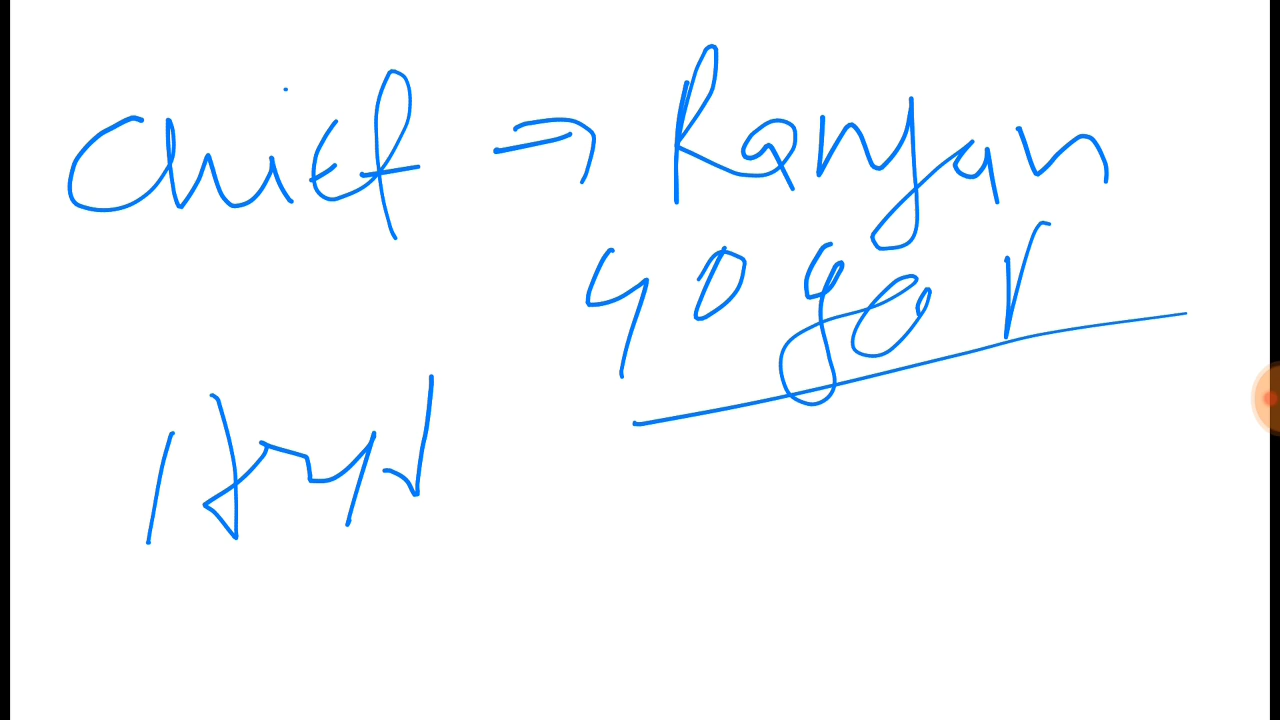 Chief → Ranjan
40 year